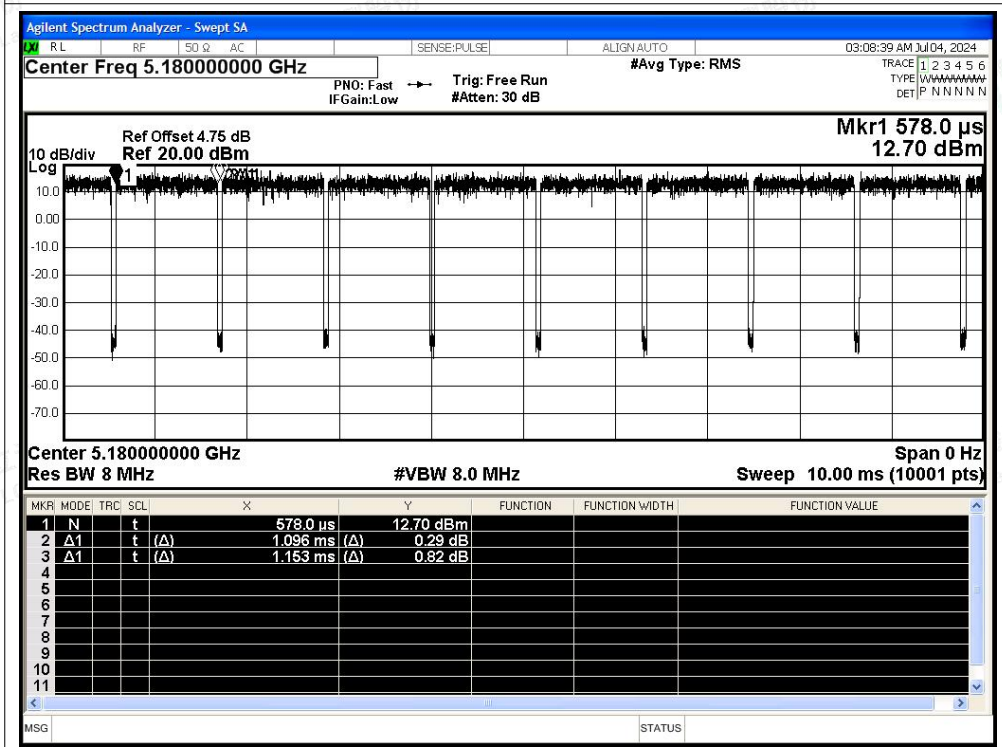 Agilent Spectrum Analyzer - Swept SA
LXI RL RF 50 Ω AC SENSE:PULSE ALIGN AUTO 03:08:39 AM Jul 04, 2024
Center Freq 5.180000000 GHz #Avg Type: RMS TRACE 1 2 3 4 5 6
PNO: Fast Trig: Free Run TYPE
IFGain:Low #Atten: 30 dB DET P N N N N N
Mkr1 578.0 µs
Ref Offset 4.75 dB
10 dB/div Ref 20.00 dBm 12.70 dBm
Log
1
10.0
0.00
-10.0
-20.0
-30.0
-40.0
-50.0
-60.0
-70.0
Center 5.180000000 GHz Span 0 Hz
Res BW 8 MHz #VBW 8.0 MHz Sweep 10.00 ms (10001 pts)
MKR MODE TRC SCL X Y FUNCTION FUNCTION WIDTH FUNCTION VALUE
1 N t 578.0 µs 12.70 dBm
2 Δ1 t (Δ) 1.096 ms (Δ) 0.29 dB
3 Δ1 t (Δ) 1.153 ms (Δ) 0.82 dB
4
5
6
7
8
9
10
11
MSG STATUS